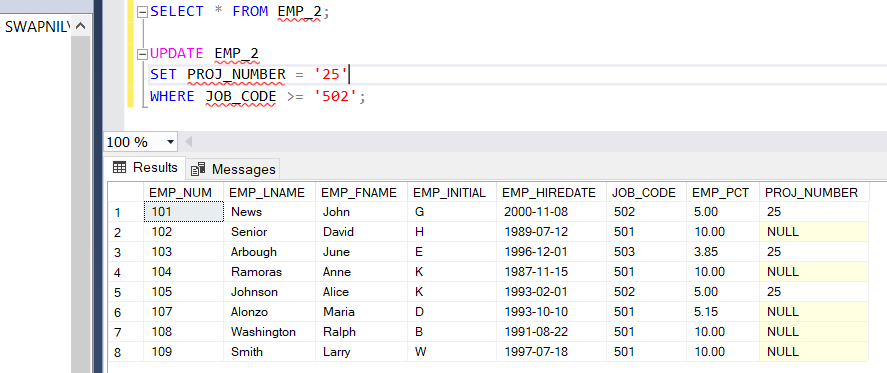 SELECT * FROM EMP_2;
SWAPNIL
UPDATE EMP_2
SET PROJ_NUMBER = '25'
WHERE JOB_CODE >= '502';
100 %
Results Messages
EMP_NUM EMP_LNAME EMP_FNAME EMP_INITIAL EMP_HIREDATE JOB_CODE EMP_PCT PROJ_NUMBER
1 101 News John G 2000-11-08 502 5.00 25
2 102 Senior David H 1989-07-12 501 10.00 NULL
3 103 Arbough June E 1996-12-01 503 3.85 25
4 104 Ramoras Anne K 1987-11-15 501 10.00 NULL
5 105 Johnson Alice K 1993-02-01 502 5.00 25
6 107 Alonzo Maria D 1993-10-10 501 5.15 NULL
7 108 Washington Ralph B 1991-08-22 501 10.00 NULL
8 109 Smith Larry W 1997-07-18 501 10.00 NULL